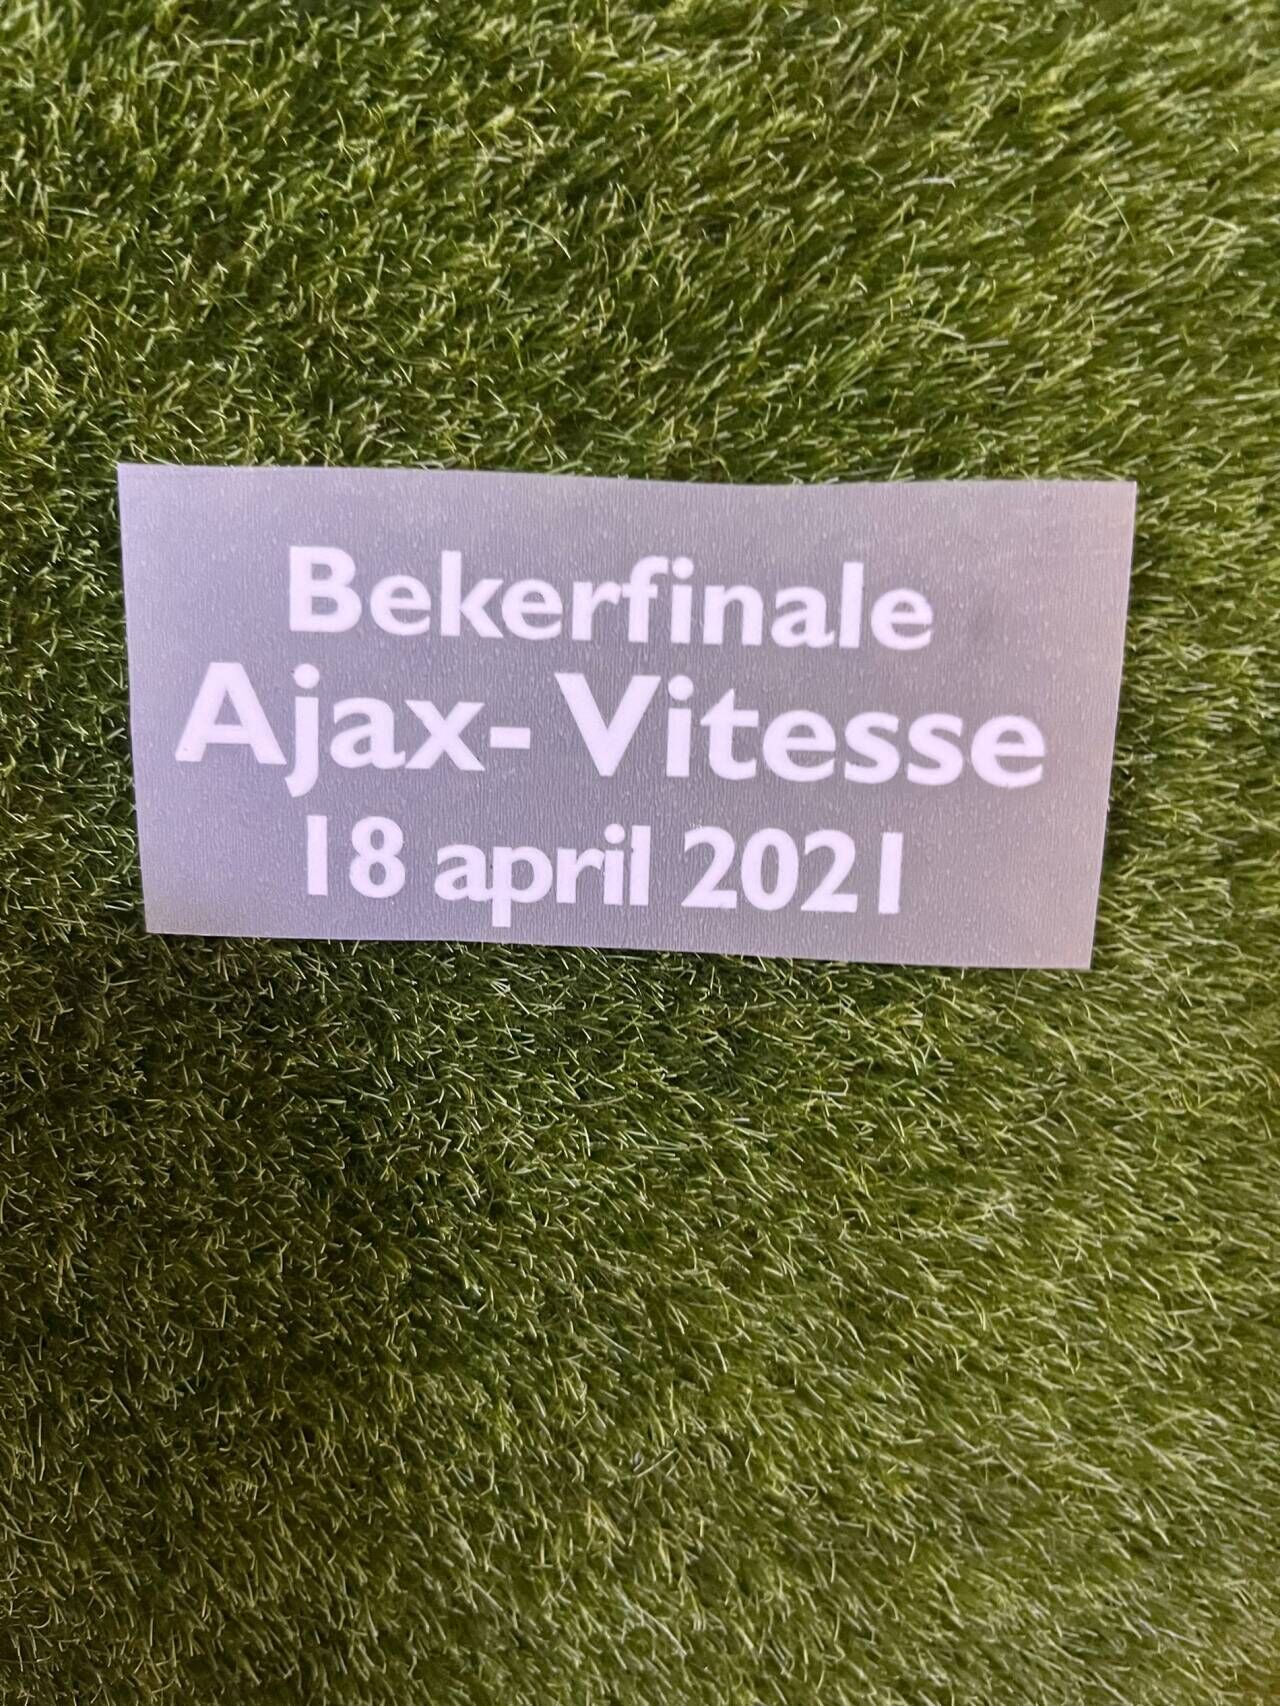 Bekerfinale
Ajax- Vitesse
18 april 2021